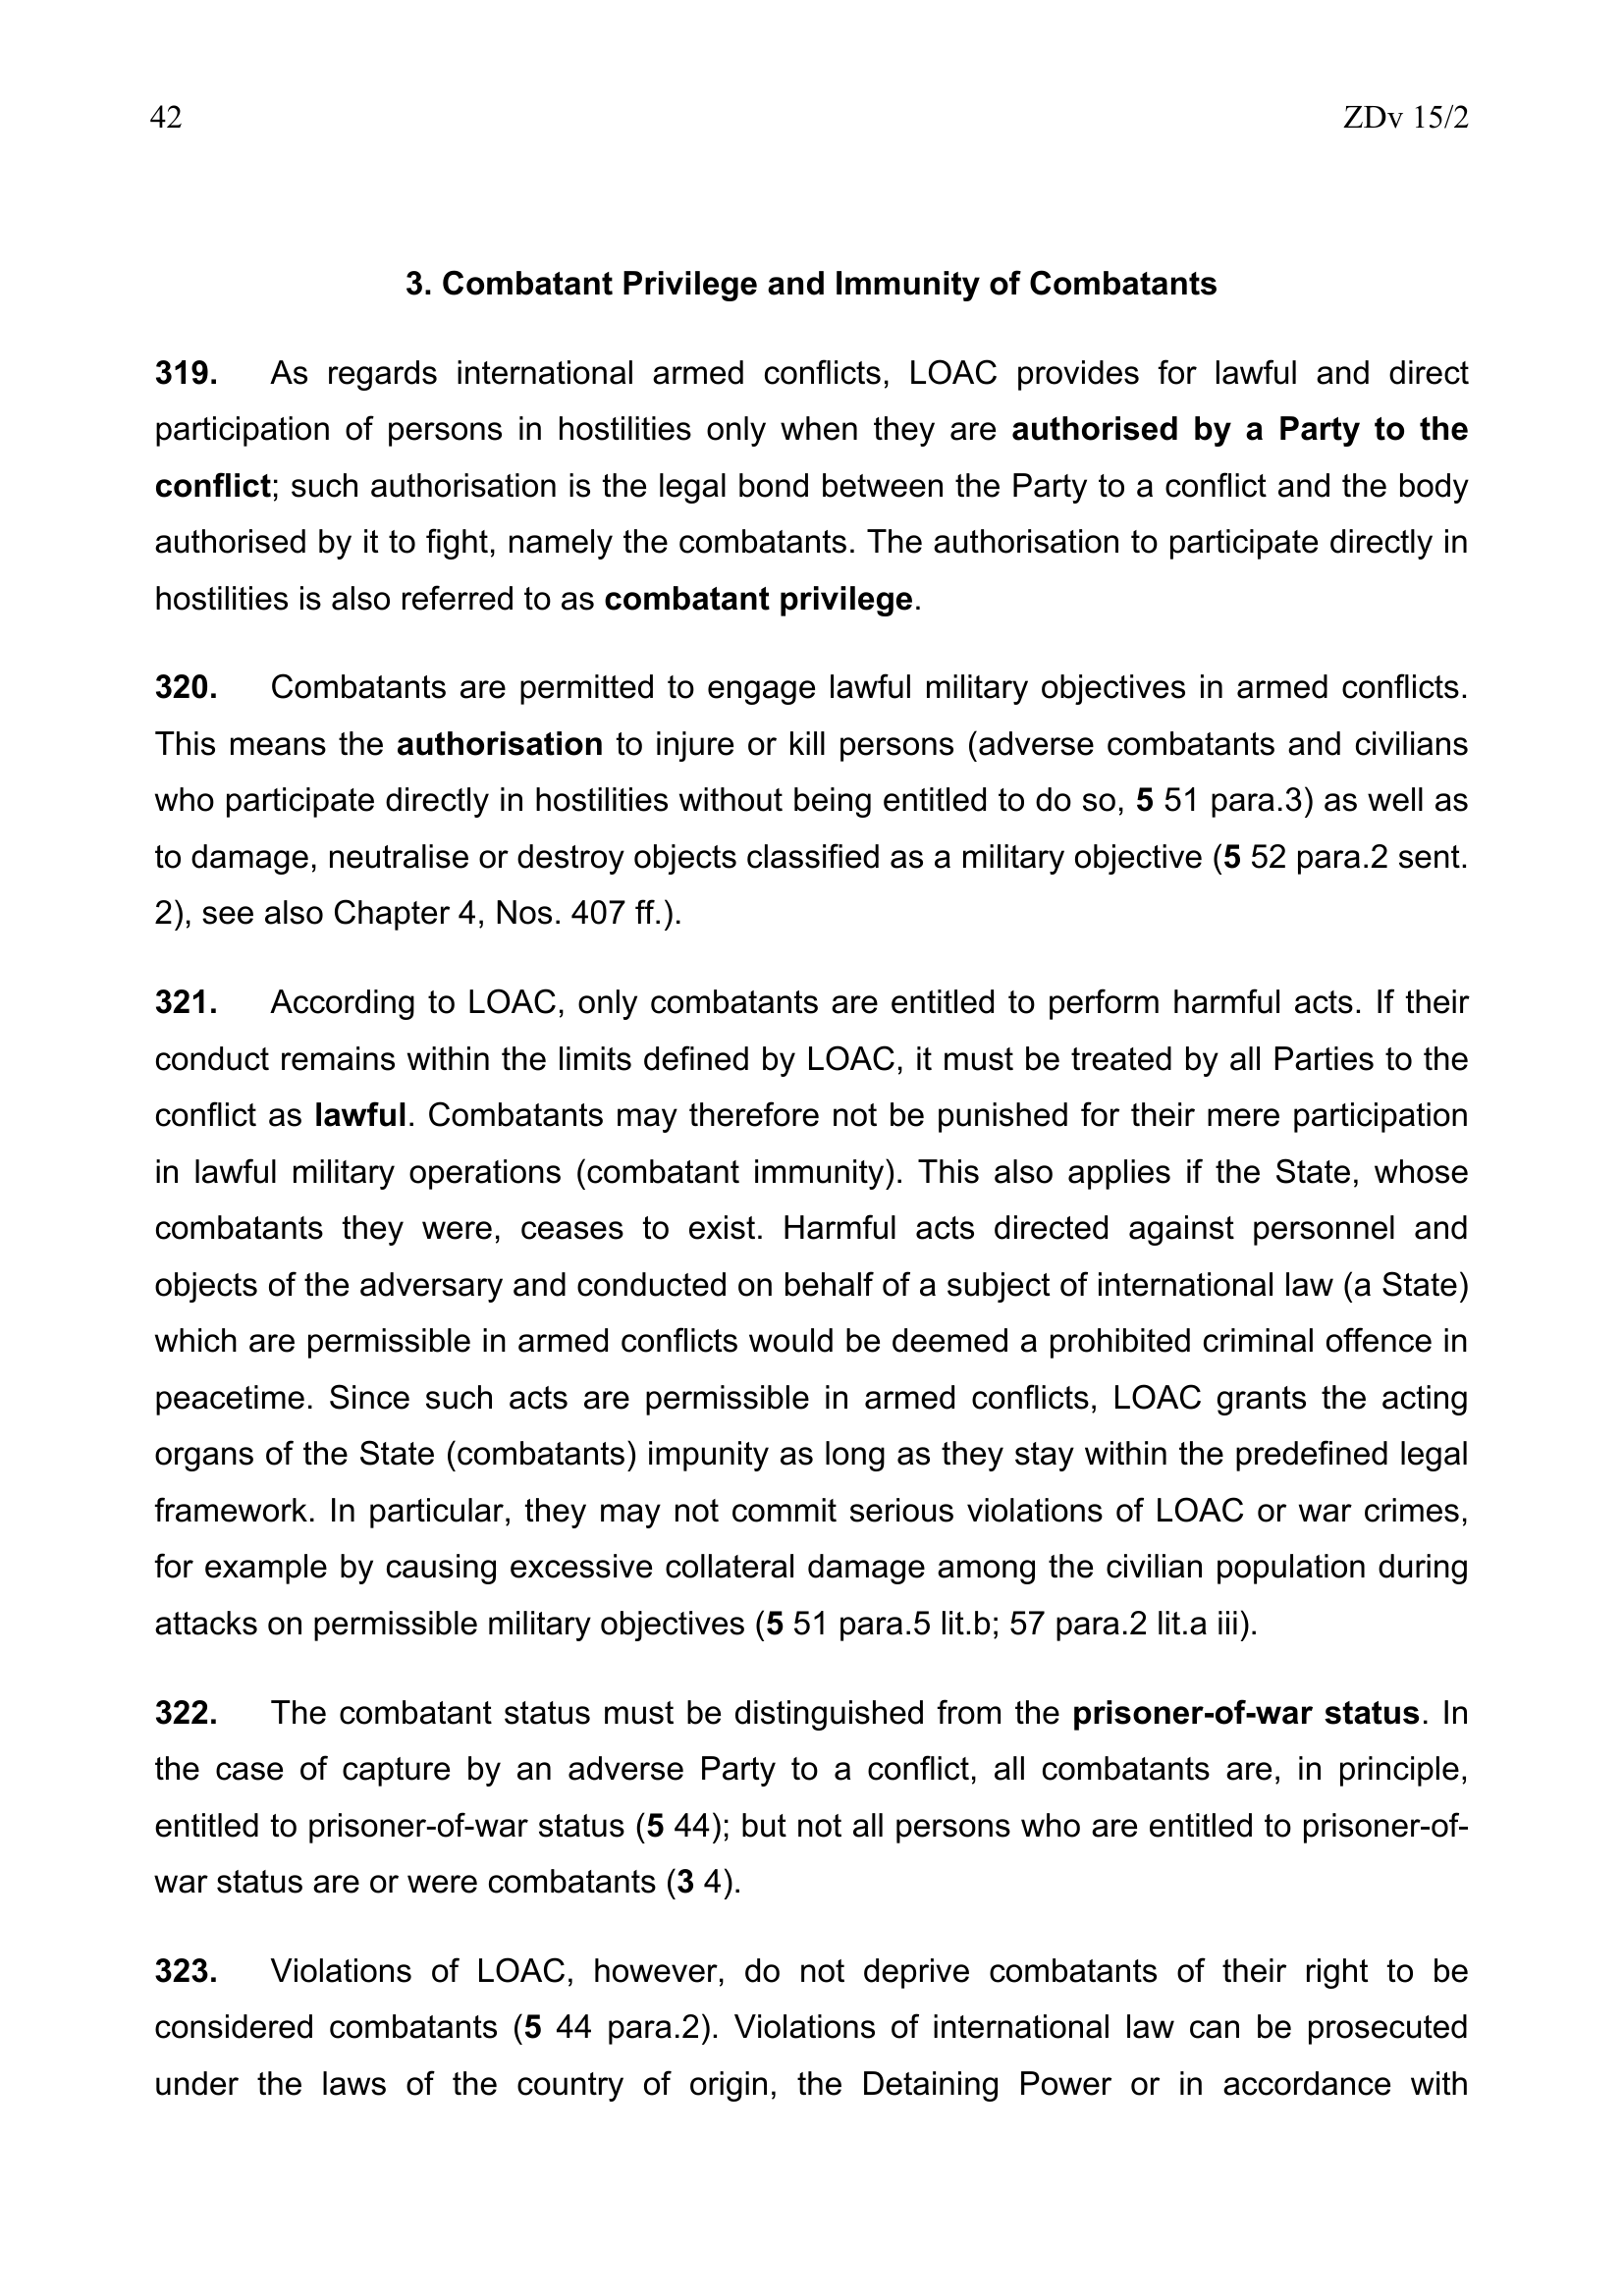 42 ZDv 15/2
3. Combatant Privilege and Immunity of Combatants
319. As regards international armed conflicts, LOAC provides for lawful and direct
participation of persons in hostilities only when they are authorised by a Party to the
conflict; such authorisation is the legal bond between the Party to a conflict and the body
authorised by it to fight, namely the combatants. The authorisation to participate directly in
hostilities is also referred to as combatant privilege.
320. Combatants are permitted to engage lawful military objectives in armed conflicts.
This means the authorisation to injure or kill persons (adverse combatants and civilians
who participate directly in hostilities without being entitled to do so, 5 51 para.3) as well as
to damage, neutralise or destroy objects classified as a military objective (5 52 para.2 sent.
2), see also Chapter 4, Nos. 407 ff.).
321. According to LOAC, only combatants are entitled to perform harmful acts. If their
conduct remains within the limits defined by LOAC, it must be treated by all Parties to the
conflict as lawful. Combatants may therefore not be punished for their mere participation
in lawful military operations (combatant immunity). This also applies if the State, whose
combatants they were, ceases to exist. Harmful acts directed against personnel and
objects of the adversary and conducted on behalf of a subject of international law (a State)
which are permissible in armed conflicts would be deemed a prohibited criminal offence in
peacetime. Since such acts are permissible in armed conflicts, LOAC grants the acting
organs of the State (combatants) impunity as long as they stay within the predefined legal
framework. In particular, they may not commit serious violations of LOAC or war crimes,
for example by causing excessive collateral damage among the civilian population during
attacks on permissible military objectives (5 51 para.5 lit.b; 57 para.2 lit.a iii).
322. The combatant status must be distinguished from the prisoner-of-war status. In
the case of capture by an adverse Party to a conflict, all combatants are, in principle,
entitled to prisoner-of-war status (5 44); but not all persons who are entitled to prisoner-of-
war status are or were combatants (3 4).
323. Violations of LOAC, however, do not deprive combatants of their right to be
considered combatants (5 44 para.2). Violations of international law can be prosecuted
under the laws of the country of origin, the Detaining Power or in accordance with